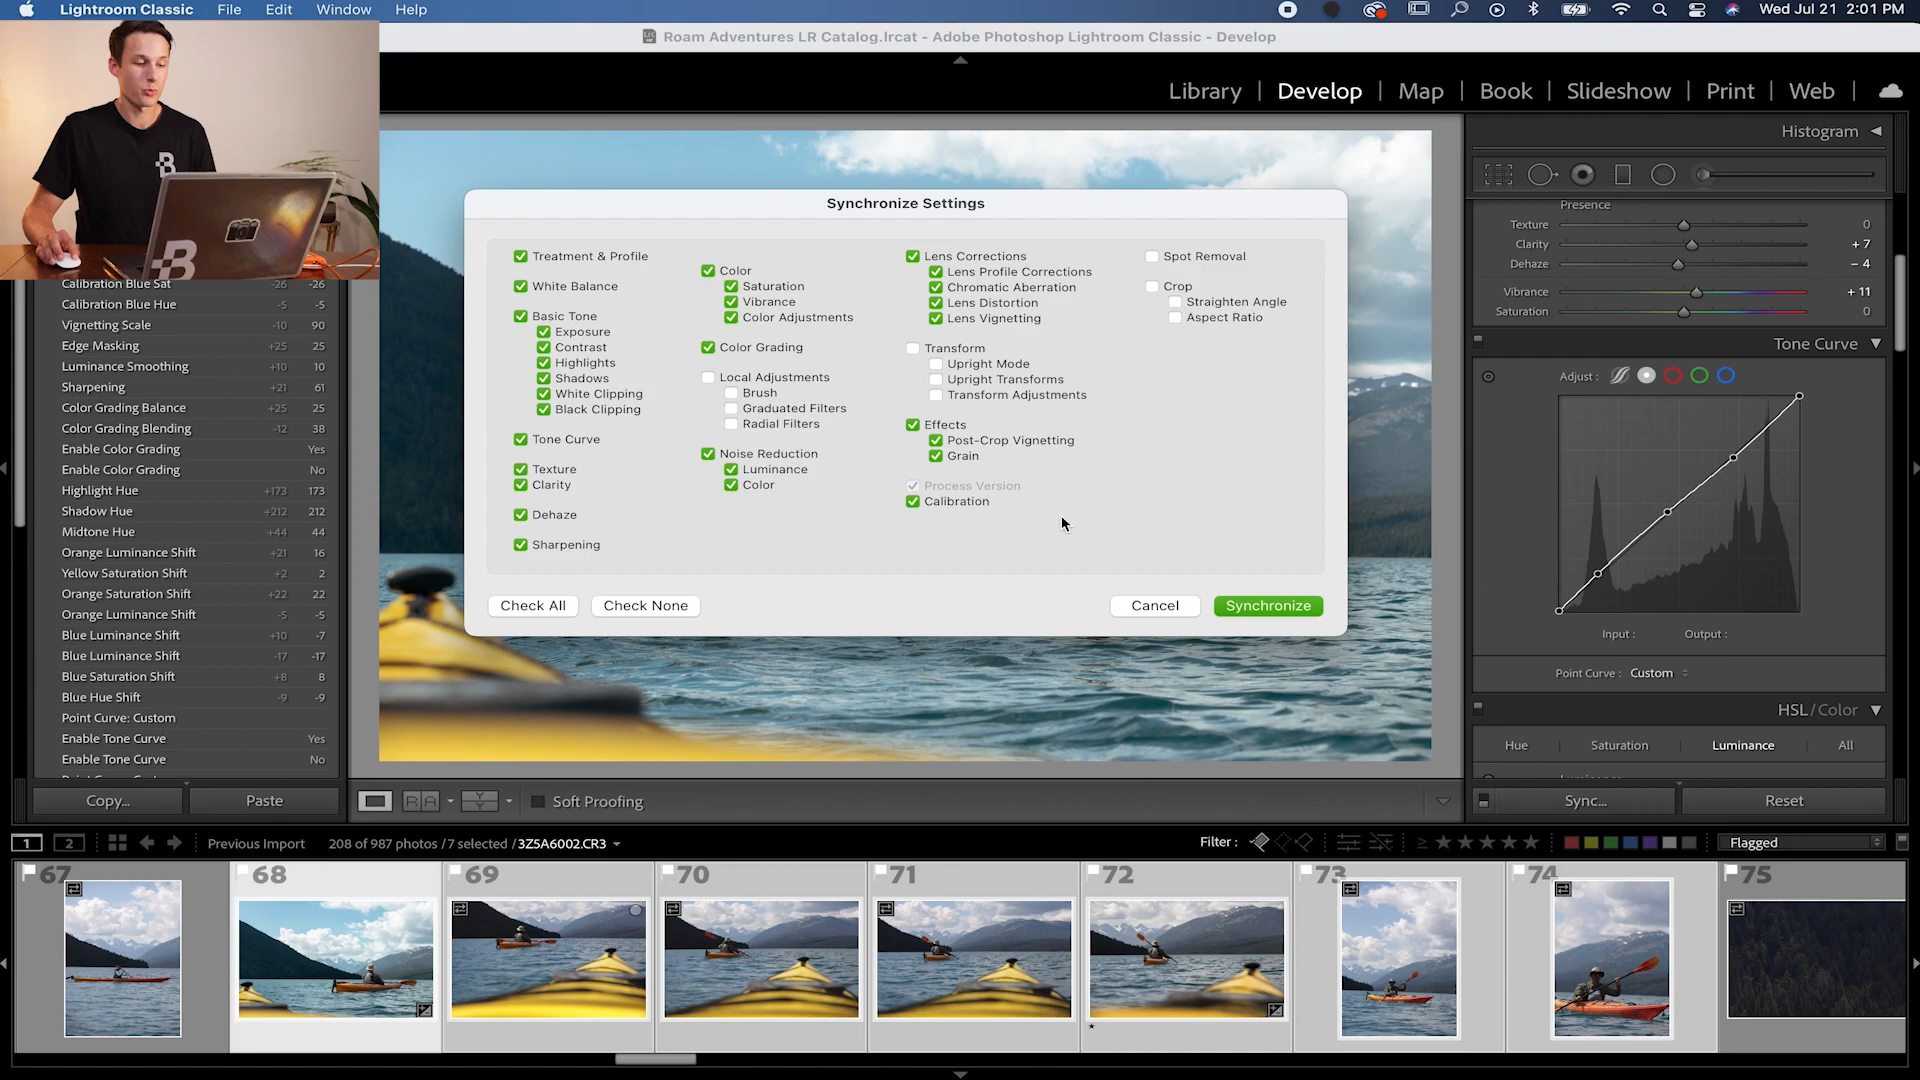 Lightroom Classic File Edit Window Help
Wed Jul 21 2:01 PM
Roam Adventures LR Catalog.lrcat - Adobe Photoshop Lightroom Classic - Develop
Library | Develop | Map | Book | Slideshow | Print | Web |
Histogram
Presence
Texture 0
Clarity + 7
Dehaze - 4
Vibrance + 11
Saturation 0
Tone Curve
Adjust :
Input : Output :
Point Curve : Custom
HSL / Color
Hue Saturation Luminance All
Sync... Reset
Synchronize Settings
Treatment & Profile
White Balance
Basic Tone
Exposure
Contrast
Highlights
Shadows
White Clipping
Black Clipping
Tone Curve
Texture
Clarity
Dehaze
Sharpening
Color
Saturation
Vibrance
Color Adjustments
Color Grading
Local Adjustments
Brush
Graduated Filters
Radial Filters
Noise Reduction
Luminance
Color
Lens Corrections
Lens Profile Corrections
Chromatic Aberration
Lens Distortion
Lens Vignetting
Transform
Upright Mode
Upright Transforms
Transform Adjustments
Effects
Post-Crop Vignetting
Grain
Process Version
Calibration
Spot Removal
Crop
Straighten Angle
Aspect Ratio
Check All Check None Cancel Synchronize
Calibration Blue Sat -26 -26
Calibration Blue Hue -5 -5
Vignetting Scale -10 90
Edge Masking +25 25
Luminance Smoothing +10 10
Sharpening +21 61
Color Grading Balance +25 25
Color Grading Blending -12 38
Enable Color Grading Yes
Enable Color Grading No
Highlight Hue +173 173
Shadow Hue +212 212
Midtone Hue +44 44
Orange Luminance Shift +21 16
Yellow Saturation Shift +2 2
Orange Saturation Shift +22 22
Orange Luminance Shift -5 -5
Blue Luminance Shift +10 -7
Blue Luminance Shift -17 -17
Blue Saturation Shift +8 8
Blue Hue Shift -9 -9
Point Curve: Custom
Enable Tone Curve Yes
Enable Tone Curve No
Copy... Paste
R A Y Y Soft Proofing
1 2 Previous Import 208 of 987 photos / 7 selected / 3Z5A6002.CR3 Filter : ≥ Flagged
67 68 69 70 71 72 73 74 75
B
B